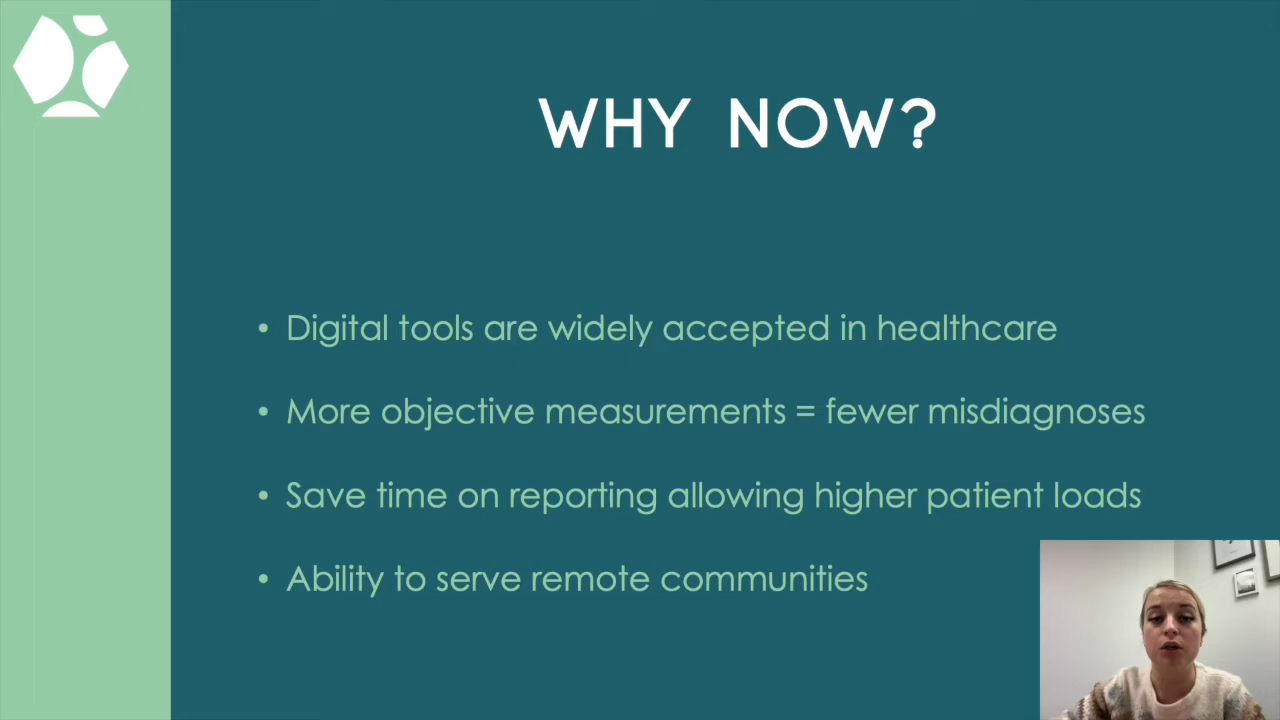 WHY NOW?
• Digital tools are widely accepted in healthcare
• More objective measurements = fewer misdiagnoses
• Save time on reporting allowing higher patient loads
• Ability to serve remote communities